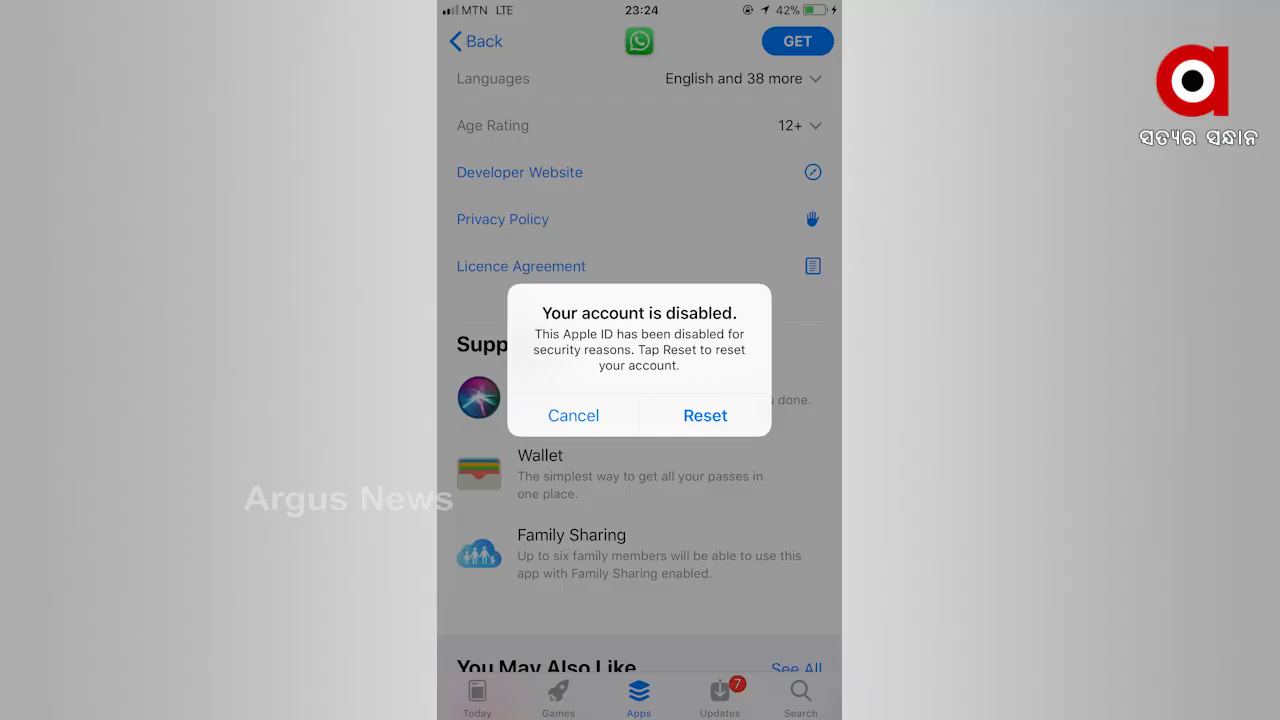 MTN LTE 23:24 42%
Back GET
Languages English and 38 more
Age Rating 12+
Developer Website
Privacy Policy
Licence Agreement
Your account is disabled.
This Apple ID has been disabled for
security reasons. Tap Reset to reset
your account.
Cancel Reset
Supp
s done.
Wallet
The simplest way to get all your passes in
one place.
Family Sharing
Up to six family members will be able to use this
app with Family Sharing enabled.
You May Also Like See All
7
Today Games Apps Updates Search
Argus News
a
ସତ୍ୟର ସନ୍ଧାନ